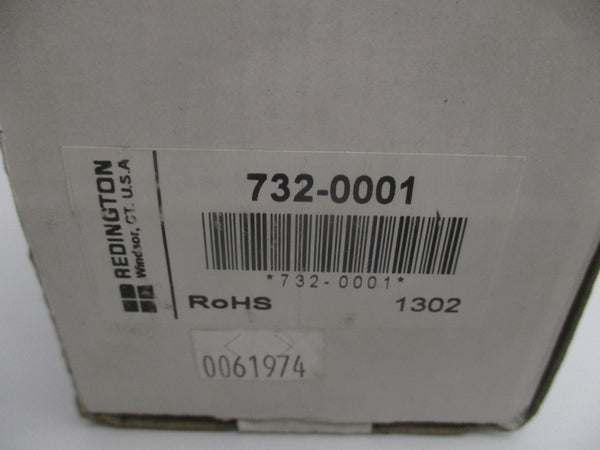 REDINGTON
Windsor, CT. U.S.A
732-0001
*732-0001*
RoHS 1302
0061974